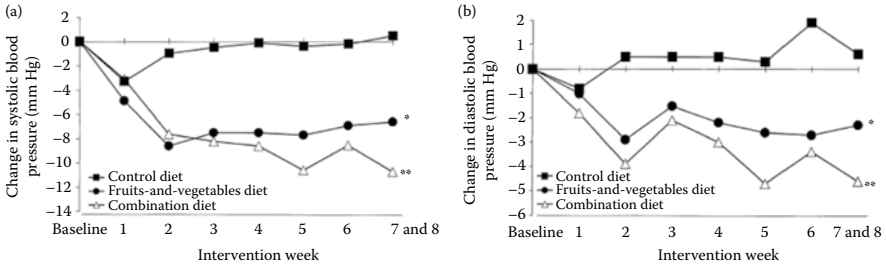 (a)
Change in systolic blood
pressure (mm Hg)
2
0
−2
−4
−6
−8
−10
−12
−14
Control diet
Fruits-and-vegetables diet
Combination diet
*
**
Baseline 1 2 3 4 5 6 7 and 8
Intervention week
(b)
Change in diastolic blood
pressure (mm Hg)
2
1
0
−1
−2
−3
−4
−5
−6
Control diet
Fruits-and-vegetables diet
Combination diet
*
**
Baseline 1 2 3 4 5 6 7 and 8
Intervention week